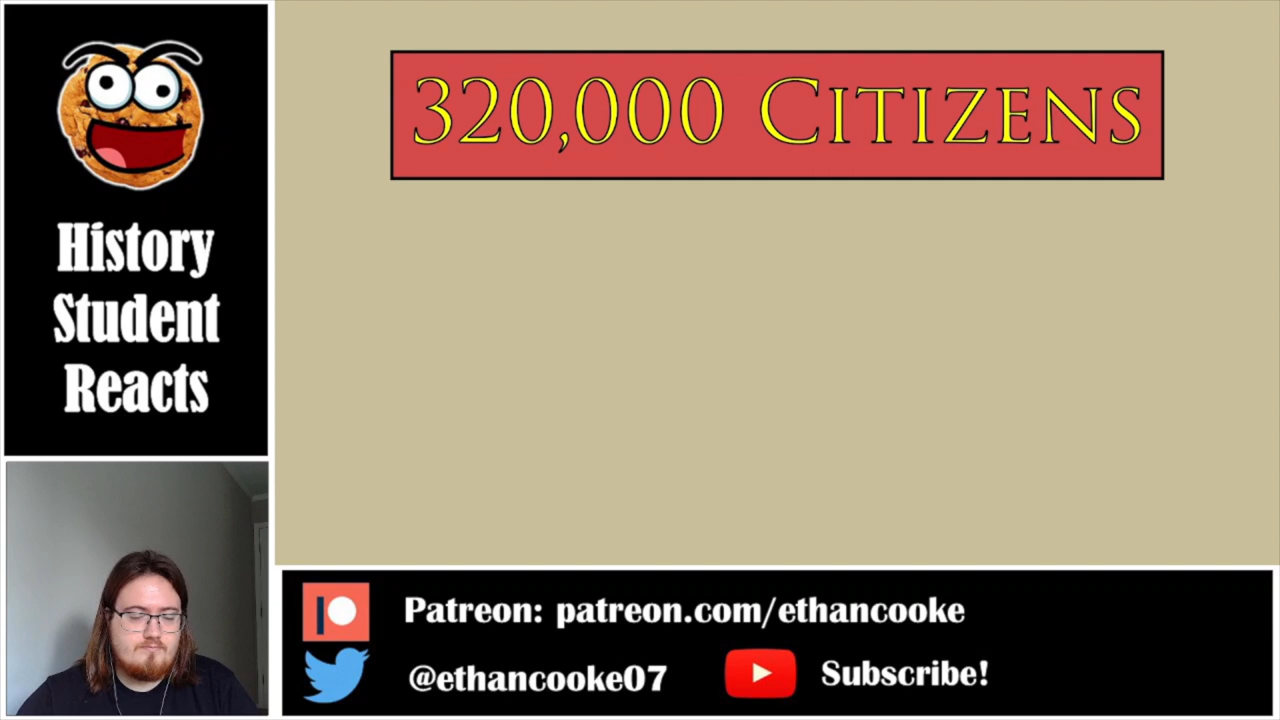 320,000 CITIZENS
History
Student
Reacts
Patreon: patreon.com/ethancooke
@ethancooke07
Subscribe!